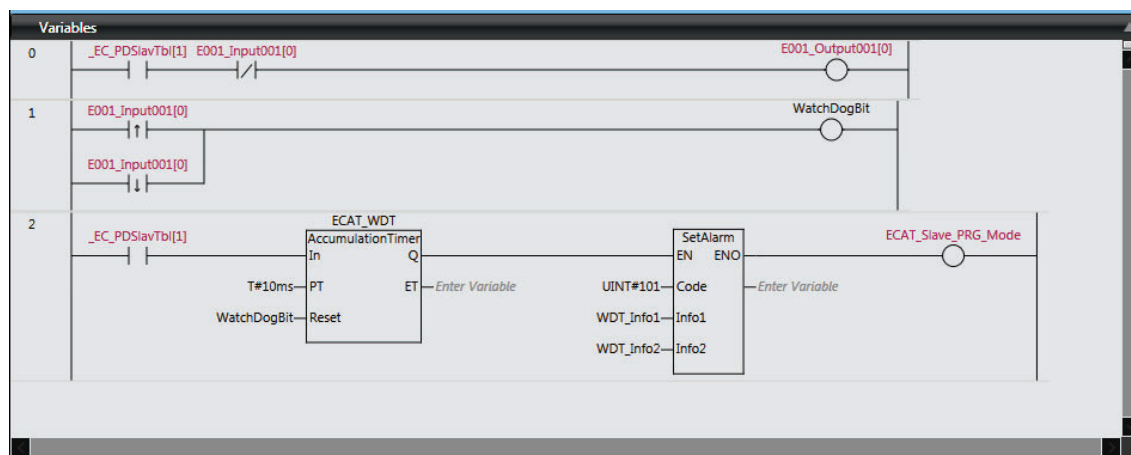 Variables
0
_EC_PDSlavTbl[1] E001_Input001[0] E001_Output001[0]
1
E001_Input001[0] WatchDogBit
E001_Input001[0]
2
ECAT_WDT
_EC_PDSlavTbl[1] AccumulationTimer SetAlarm ECAT_Slave_PRG_Mode
In Q EN ENO
T#10ms PT ET Enter Variable UINT#101 Code Enter Variable
WatchDogBit Reset WDT_Info1 Info1
WDT_Info2 Info2